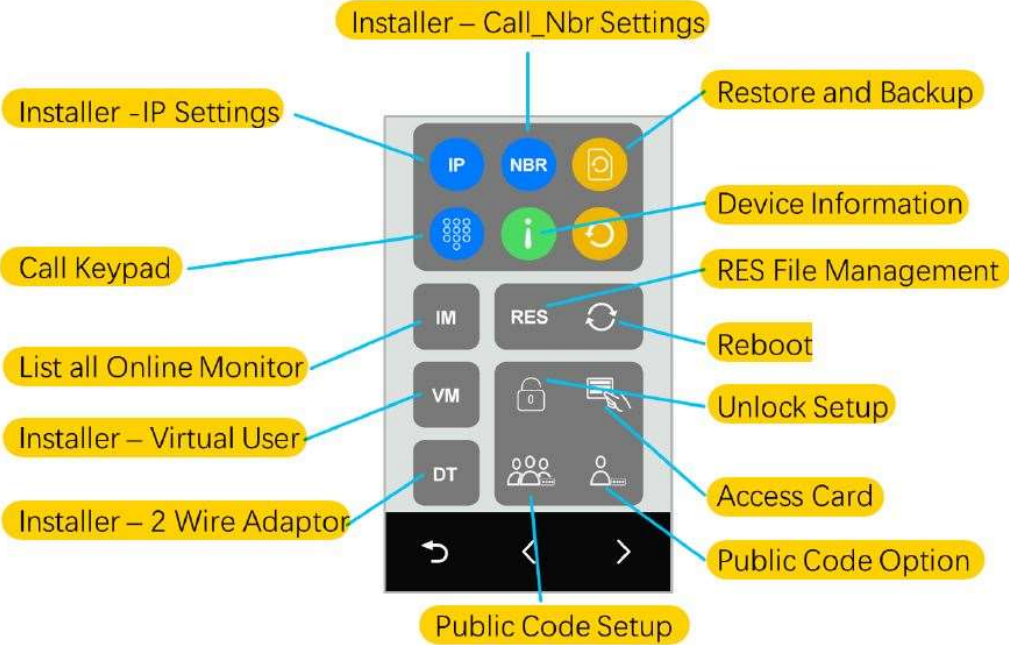 Installer – Call_Nbr Settings
Installer -IP Settings
Restore and Backup
IP
NBR
Device Information
Call Keypad
RES File Management
IM
RES
Reboot
List all Online Monitor
VM
0
Unlock Setup
Installer – Virtual User
DT
Access Card
Installer – 2 Wire Adaptor
Public Code Option
Public Code Setup